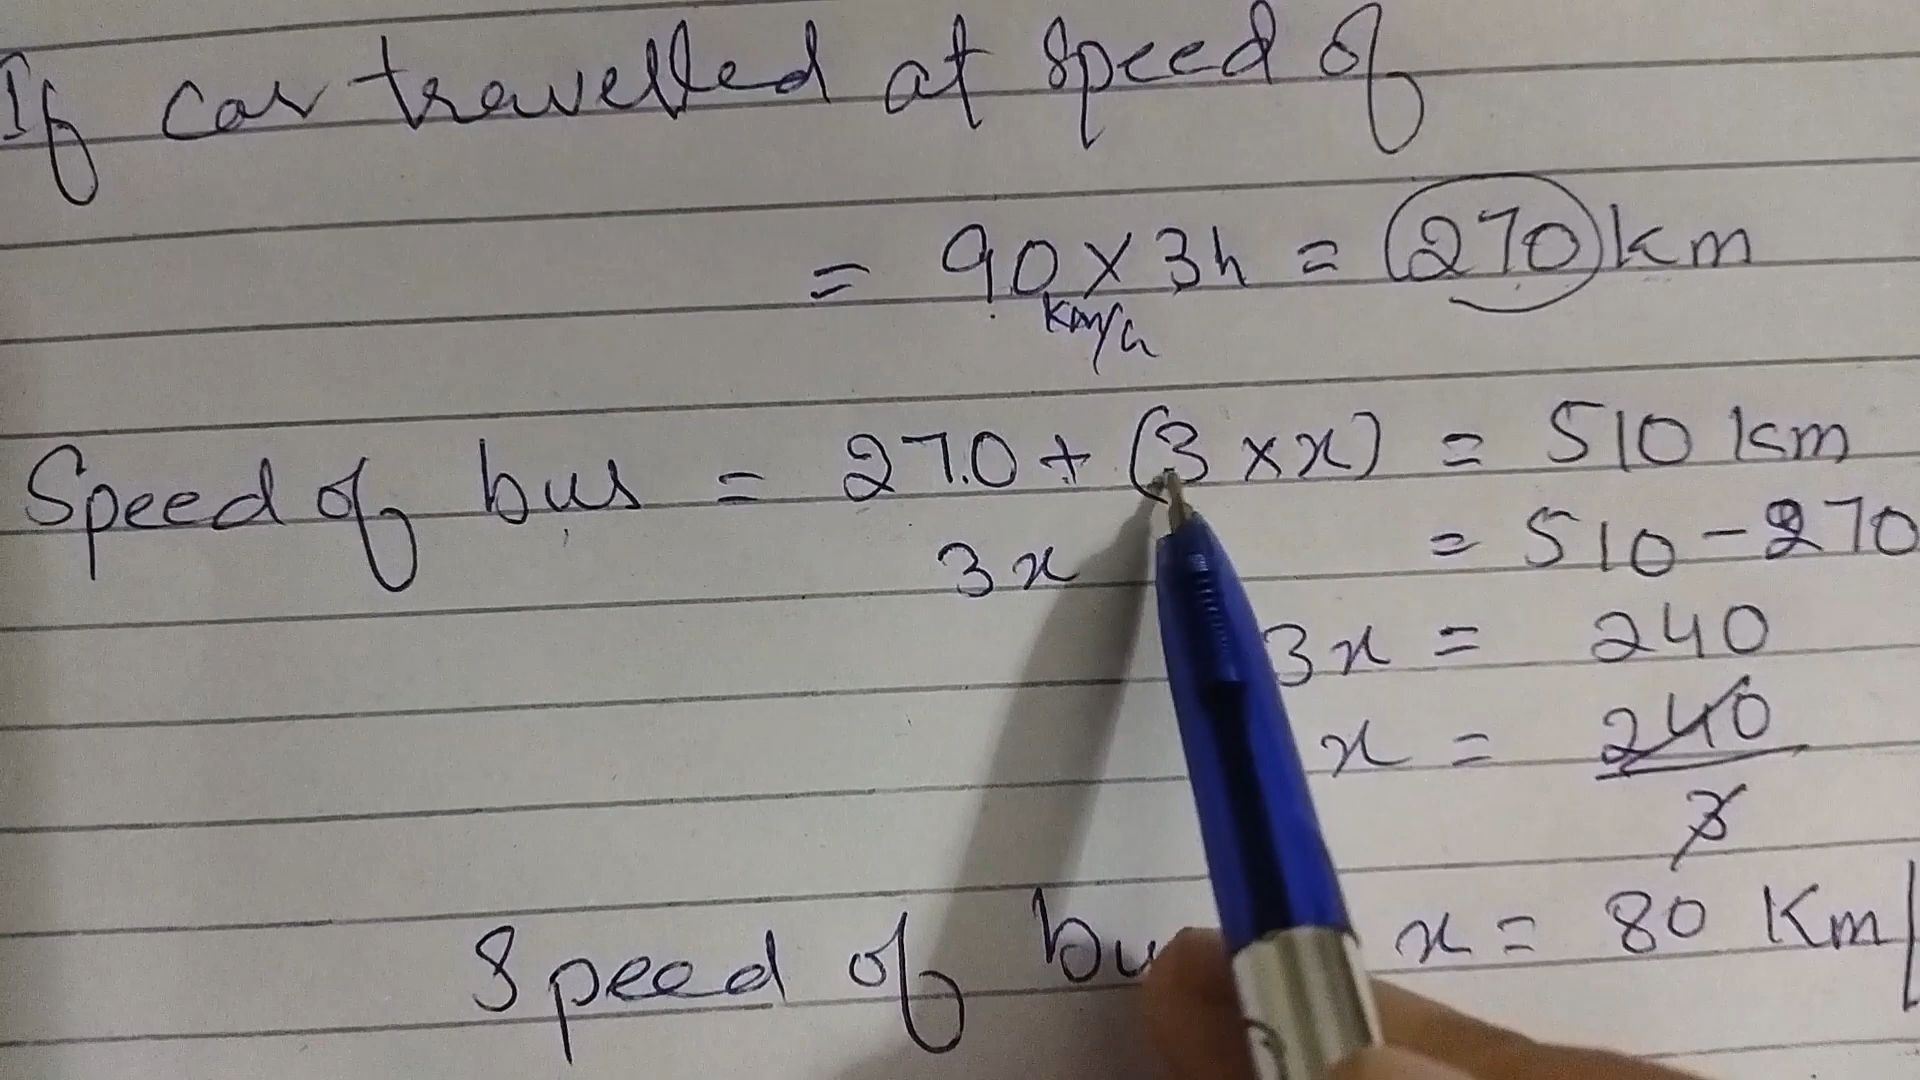 If car travelled at speed of
= 90 km/h × 3h = 270 km
Speed of bus = 270 + (3 × x) = 510 km
3x = 510 - 270
3x = 240
x = 240/3
Speed of x = 80 Km/